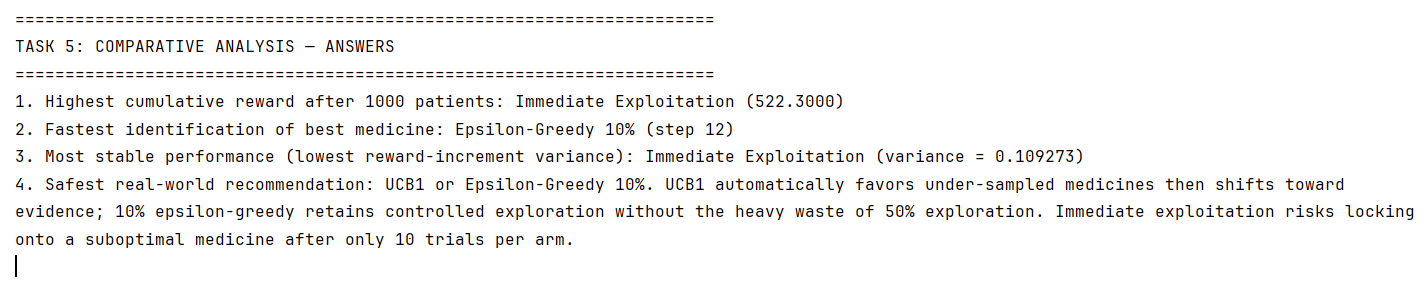 ======================================================================
TASK 5: COMPARATIVE ANALYSIS — ANSWERS
======================================================================
1. Highest cumulative reward after 1000 patients: Immediate Exploitation (522.3000)
2. Fastest identification of best medicine: Epsilon-Greedy 10% (step 12)
3. Most stable performance (lowest reward-increment variance): Immediate Exploitation (variance = 0.109273)
4. Safest real-world recommendation: UCB1 or Epsilon-Greedy 10%. UCB1 automatically favors under-sampled medicines then shifts toward
evidence; 10% epsilon-greedy retains controlled exploration without the heavy waste of 50% exploration. Immediate exploitation risks locking
onto a suboptimal medicine after only 10 trials per arm.